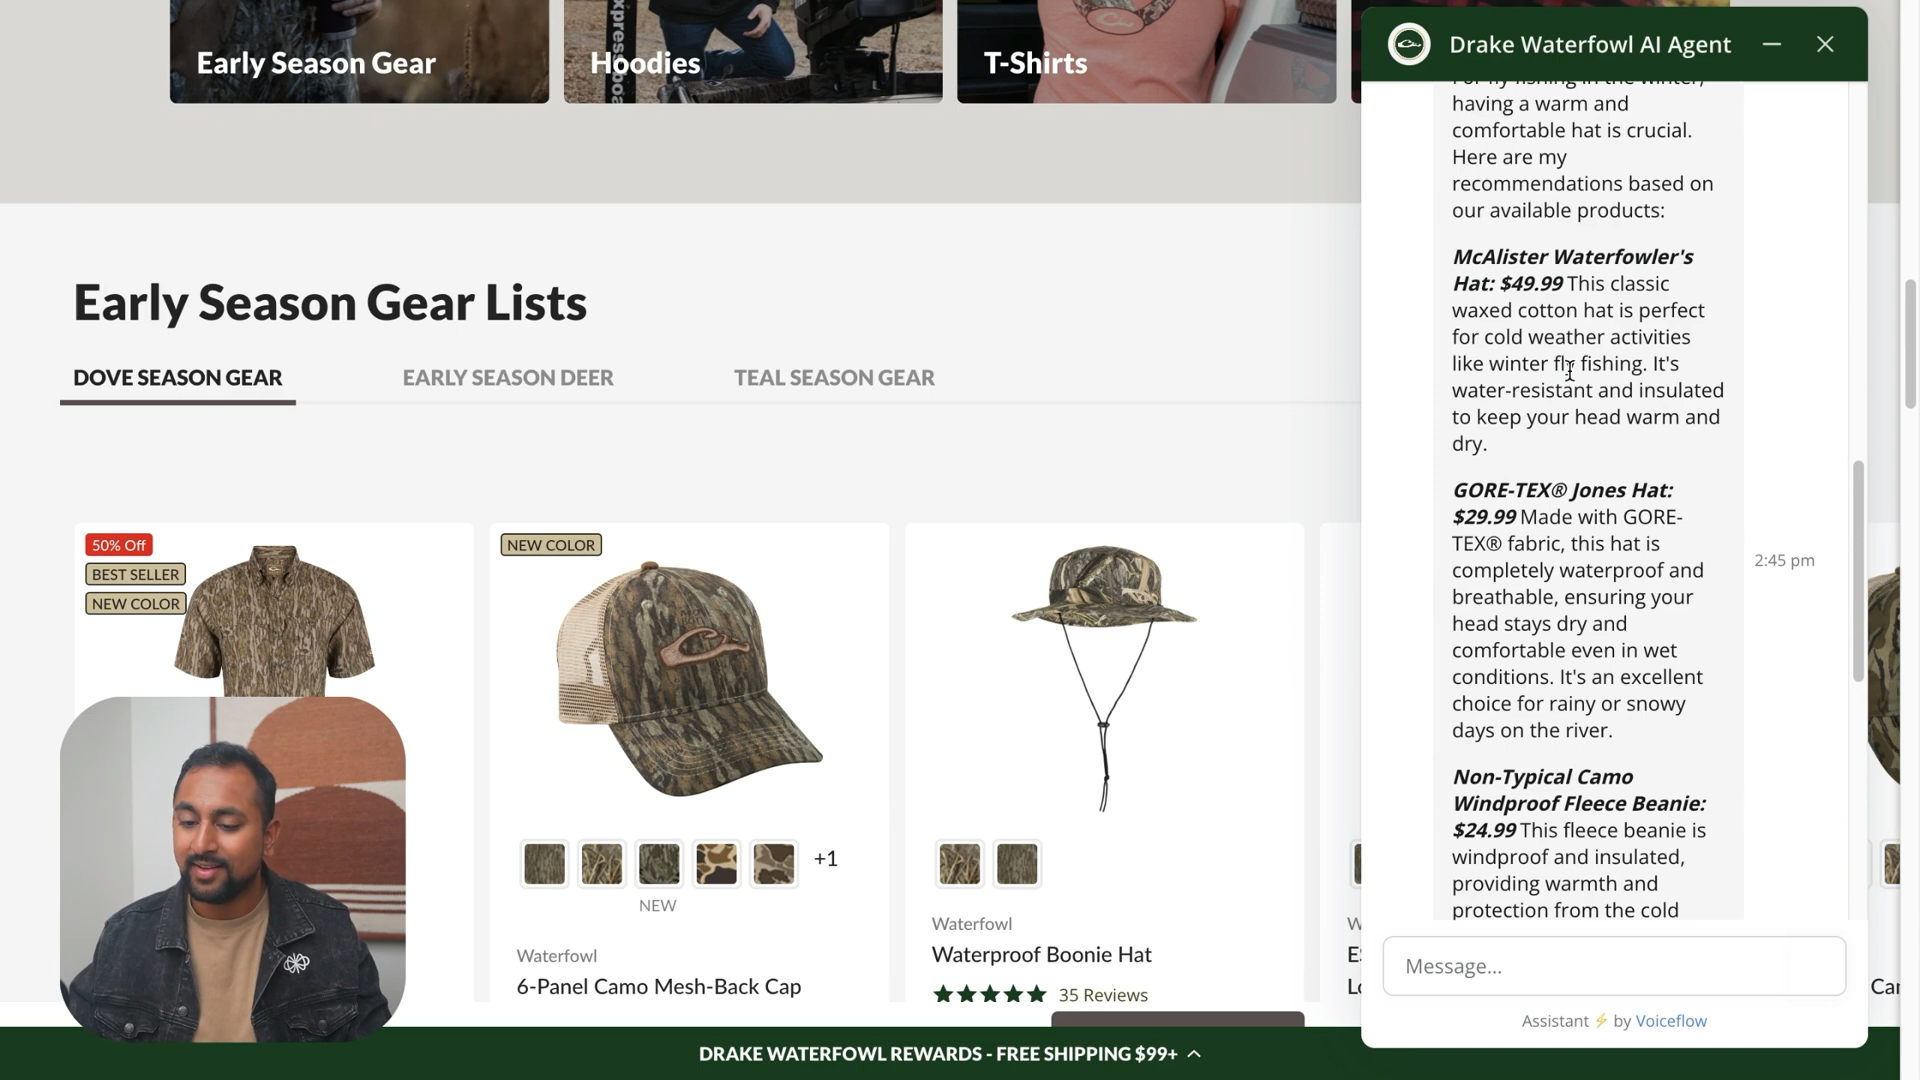 Early Season Gear
Hoodies
T-Shirts
Drake Waterfowl AI Agent
For fly fishing in the winter,
having a warm and
comfortable hat is crucial.
Here are my
recommendations based on
our available products:
McAlister Waterfowler's
Hat: $49.99 This classic
waxed cotton hat is perfect
for cold weather activities
like winter fly fishing. It's
water-resistant and insulated
to keep your head warm and
dry.
GORE-TEX® Jones Hat:
$29.99 Made with GORE-
TEX® fabric, this hat is
completely waterproof and
breathable, ensuring your
head stays dry and
comfortable even in wet
conditions. It's an excellent
choice for rainy or snowy
days on the river.
2:45 pm
Non-Typical Camo
Windproof Fleece Beanie:
$24.99 This fleece beanie is
windproof and insulated,
providing warmth and
protection from the cold
Message...
Assistant ⚡ by Voiceflow
Early Season Gear Lists
DOVE SEASON GEAR
EARLY SEASON DEER
TEAL SEASON GEAR
50% Off
BEST SELLER
NEW COLOR
NEW COLOR
+1
NEW
Waterfowl
6-Panel Camo Mesh-Back Cap
Waterfowl
Waterproof Boonie Hat
35 Reviews
DRAKE WATERFOWL REWARDS - FREE SHIPPING $99+